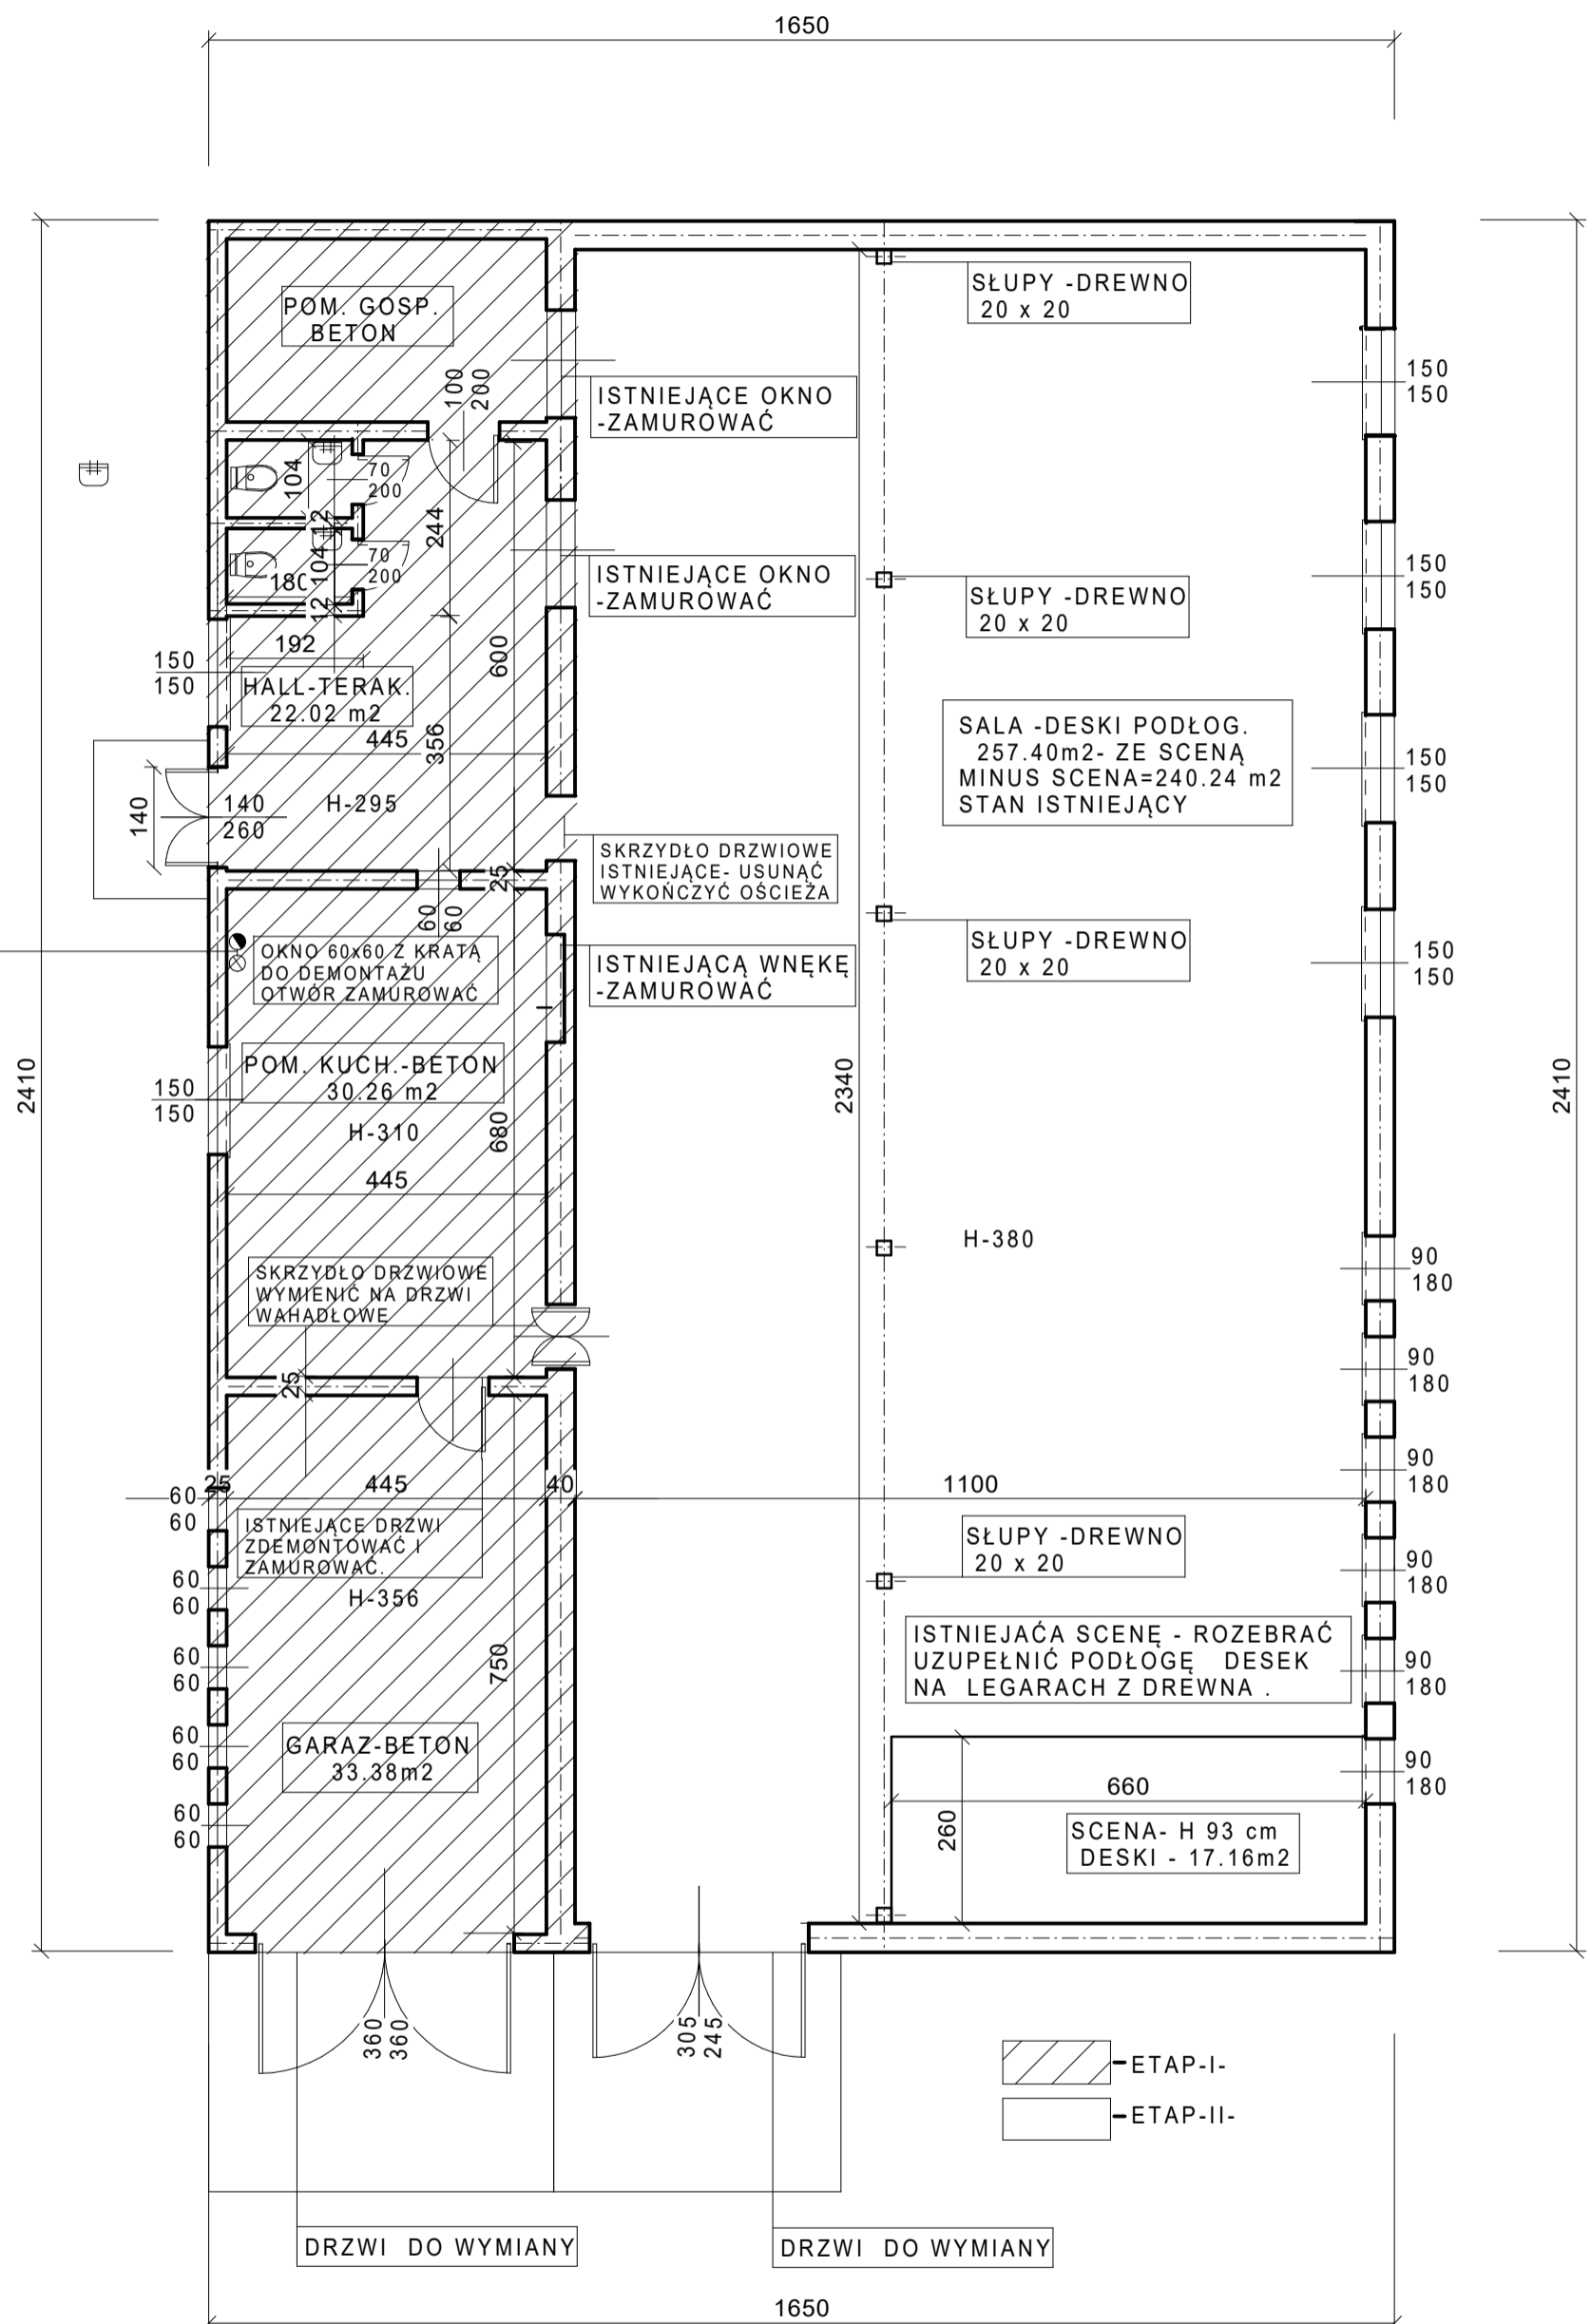 1650
POM. GOSP.
BETON
SŁUPY -DREWNO
20 x 20
150
150
100
200
ISTNIEJĄCE OKNO
-ZAMUROWAĆ
104
70
200
12
244
150
150
104
70
200
180
12
ISTNIEJĄCE OKNO
-ZAMUROWAĆ
SŁUPY -DREWNO
20 x 20
192
600
150
150
HALL-TERAK.
22.02 m2
445
356
SALA -DESKI PODŁOG.
257.40m2- ZE SCENĄ
MINUS SCENA=240.24 m2
STAN ISTNIEJĄCY
150
150
140
140
260
H-295
SKRZYDŁO DRZWIOWE
ISTNIEJĄCE- USUNĄĆ
WYKOŃCZYĆ OŚCIEŻA
25
60
60
OKNO 60x60 Z KRATĄ
DO DEMONTAŻU
OTWÓR ZAMUROWAĆ
ISTNIEJĄCĄ WNĘKĘ
-ZAMUROWAĆ
SŁUPY -DREWNO
20 x 20
150
150
2410
POM. KUCH.-BETON
30.26 m2
150
150
H-310
680
445
2340
2410
H-380
90
180
SKRZYDŁO DRZWIOWE
WYMIENIĆ NA DRZWI
WAHADŁOWE
25
90
180
25
445
40
1100
90
180
60
60
ISTNIEJĄCE DRZWI
ZDEMONTOWAĆ I
ZAMUROWAĆ.
H-356
SŁUPY -DREWNO
20 x 20
90
180
60
60
750
ISTNIEJAĆA SCENĘ - ROZEBRAĆ
UZUPEŁNIĆ PODŁOGĘ DESEK
NA LEGARACH Z DREWNA .
90
180
60
60
GARAZ-BETON
33.38m2
60
60
90
180
660
260
SCENA- H 93 cm
DESKI - 17.16m2
60
60
360
360
305
245
ETAP-I-
ETAP-II-
DRZWI DO WYMIANY
DRZWI DO WYMIANY
1650